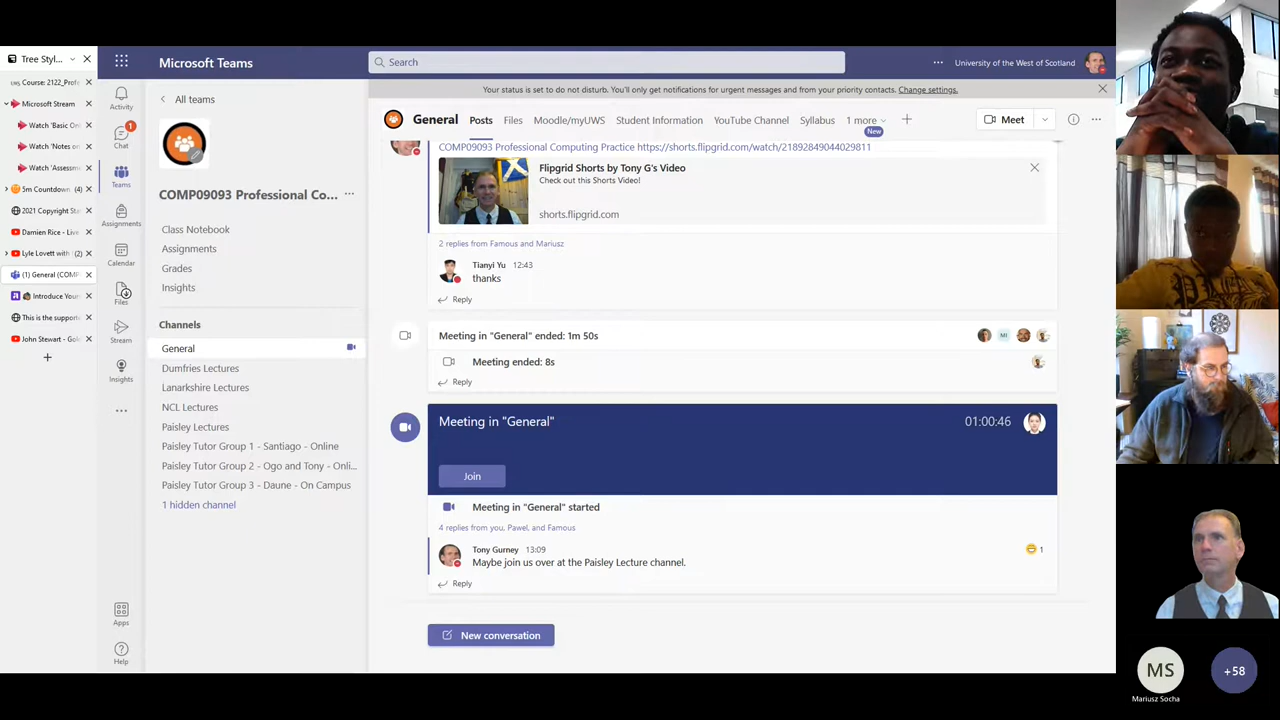 Tree Styl...
Course: 2122_Profe
Microsoft Stream
Watch 'Basic Onl
Watch 'Notes on
Watch 'Assessme
5m Countdown (4)
2021 Copyright Sta
Damien Rice - Live
Lyle Lovett with (2)
(1) General (COMP
Introduce Your
This is the support
John Stewart - Gol
Microsoft Teams
Search
University of the West of Scotland
Activity
Chat
1
Teams
Assignments
Calendar
Files
Stream
Insights
Apps
Help
All teams
COMP09093 Professional Co...
Class Notebook
Assignments
Grades
Insights
Channels
General
Dumfries Lectures
Lanarkshire Lectures
NCL Lectures
Paisley Lectures
Paisley Tutor Group 1 - Santiago - Online
Paisley Tutor Group 2 - Ogo and Tony - Onli...
Paisley Tutor Group 3 - Daune - On Campus
1 hidden channel
Your status is set to do not disturb. You'll only get notifications for urgent messages and from your priority contacts. Change settings.
General Posts Files Moodle/myUWS Student Information YouTube Channel Syllabus 1 more Meet
New
COMP09093 Professional Computing Practice https://shorts.flipgrid.com/watch/21892849044029811
Flipgrid Shorts by Tony G's Video
Check out this Shorts Video!
shorts.flipgrid.com
2 replies from Famous and Mariusz
Tianyi Yu 12:43
thanks
Reply
Meeting in "General" ended: 1m 50s
MI
Meeting ended: 8s
Reply
Meeting in "General" 01:00:46
Join
Meeting in "General" started
4 replies from you, Pawel, and Famous
Tony Gurney 13:09
1
Maybe join us over at the Paisley Lecture channel.
Reply
New conversation
MS
+58
Mariusz Socha